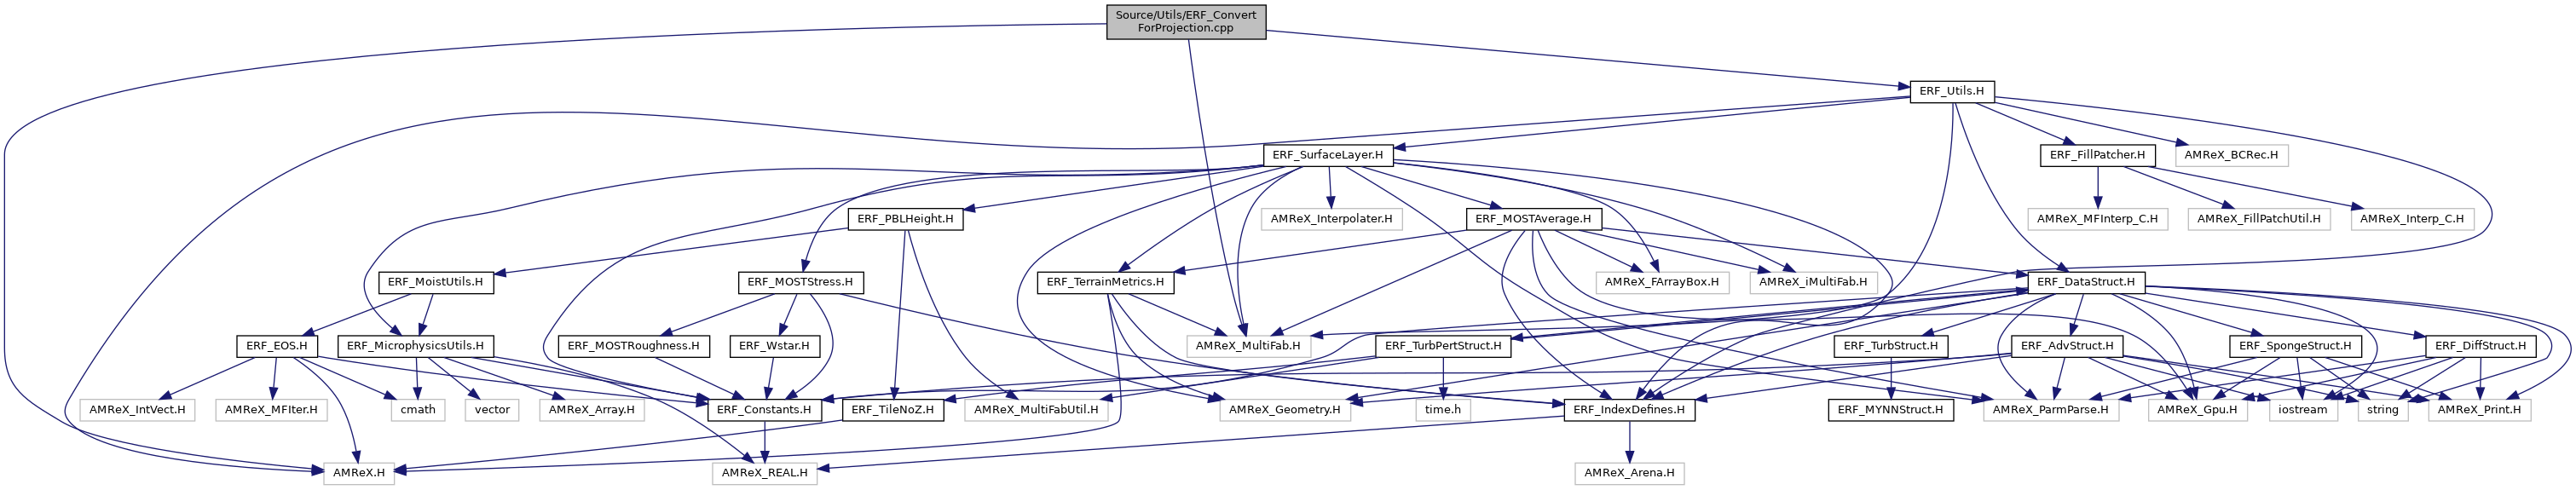 Source/Utils/ERF_Convert
ForProjection.cpp
ERF_Utils.H
ERF_SurfaceLayer.H
ERF_FillPatcher.H
AMReX_BCRec.H
ERF_PBLHeight.H
AMReX_Interpolater.H
ERF_MOSTAverage.H
AMReX_MFInterp_C.H
AMReX_FillPatchUtil.H
AMReX_Interp_C.H
ERF_MoistUtils.H
ERF_MOSTStress.H
ERF_TerrainMetrics.H
AMReX_FArrayBox.H
AMReX_iMultiFab.H
ERF_DataStruct.H
ERF_EOS.H
ERF_MicrophysicsUtils.H
ERF_MOSTRoughness.H
ERF_Wstar.H
AMReX_MultiFab.H
ERF_TurbPertStruct.H
ERF_TurbStruct.H
ERF_AdvStruct.H
ERF_SpongeStruct.H
ERF_DiffStruct.H
AMReX_IntVect.H
AMReX_MFIter.H
cmath
vector
AMReX_Array.H
ERF_Constants.H
ERF_TileNoZ.H
AMReX_MultiFabUtil.H
AMReX_Geometry.H
time.h
ERF_IndexDefines.H
ERF_MYNNStruct.H
AMReX_ParmParse.H
AMReX_Gpu.H
iostream
string
AMReX_Print.H
AMReX.H
AMReX_REAL.H
AMReX_Arena.H